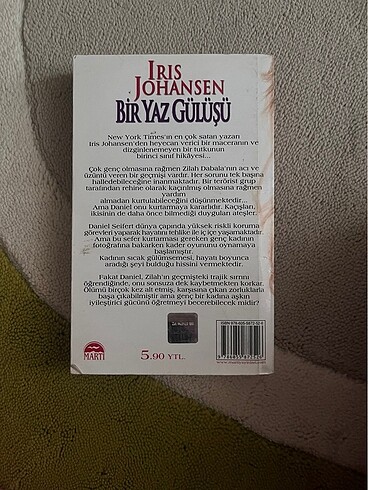 IRIS
JOHANSEN
BİR YAZ GÜLÜŞÜ
New York Times'ın en çok satan yazarı
Iris Johansen'den heyecan verici bir maceranın ve
dizginlenemeyen bir tutkunun
birinci sınıf hikâyesi...
Çok genç olmasına rağmen Zilah Dabala'nın acı ve
üzüntü veren bir geçmişi vardır. Her sorunu tek başına
halledebileceğine inanmaktadır. Bir terörist grup
tarafından rehine olarak kaçırılmış olmasına rağmen
yardım
almadan kurtulabileceğini düşünmektedir...
Ama Daniel onu kurtarmaya kararlıdır. Kaçışları,
ikisinin de daha önce bilmediği duyguları ateşler.
Daniel Seifert dünya çapında yüksek riskli koruma
görevleri yaparak hayatını tehlike ile iç içe yaşamaktadır.
Ama bu sefer kurtarması gereken genç kadının
fotoğrafına bakarken kader oyununu oynamaya
başlamıştır.
Kadının sıcak gülümsemesi, hayatı boyunca
aradığı şeyi bulduğu hissini vermektedir.
Fakat Daniel, Zilah'ın geçmişteki trajik sırrını
Öğrendiğinde, onu sonsuza dek kaybetmekten korkar.
Ölümü birçok kez alt etmiş, karşısına çıkan zorluklarla
başa çıkabilmiştir ama genç bir kadına aşkın
iyileştirici gücünü öğretmeyi becerebilecek midir?
MARTI
5.90 YTL.